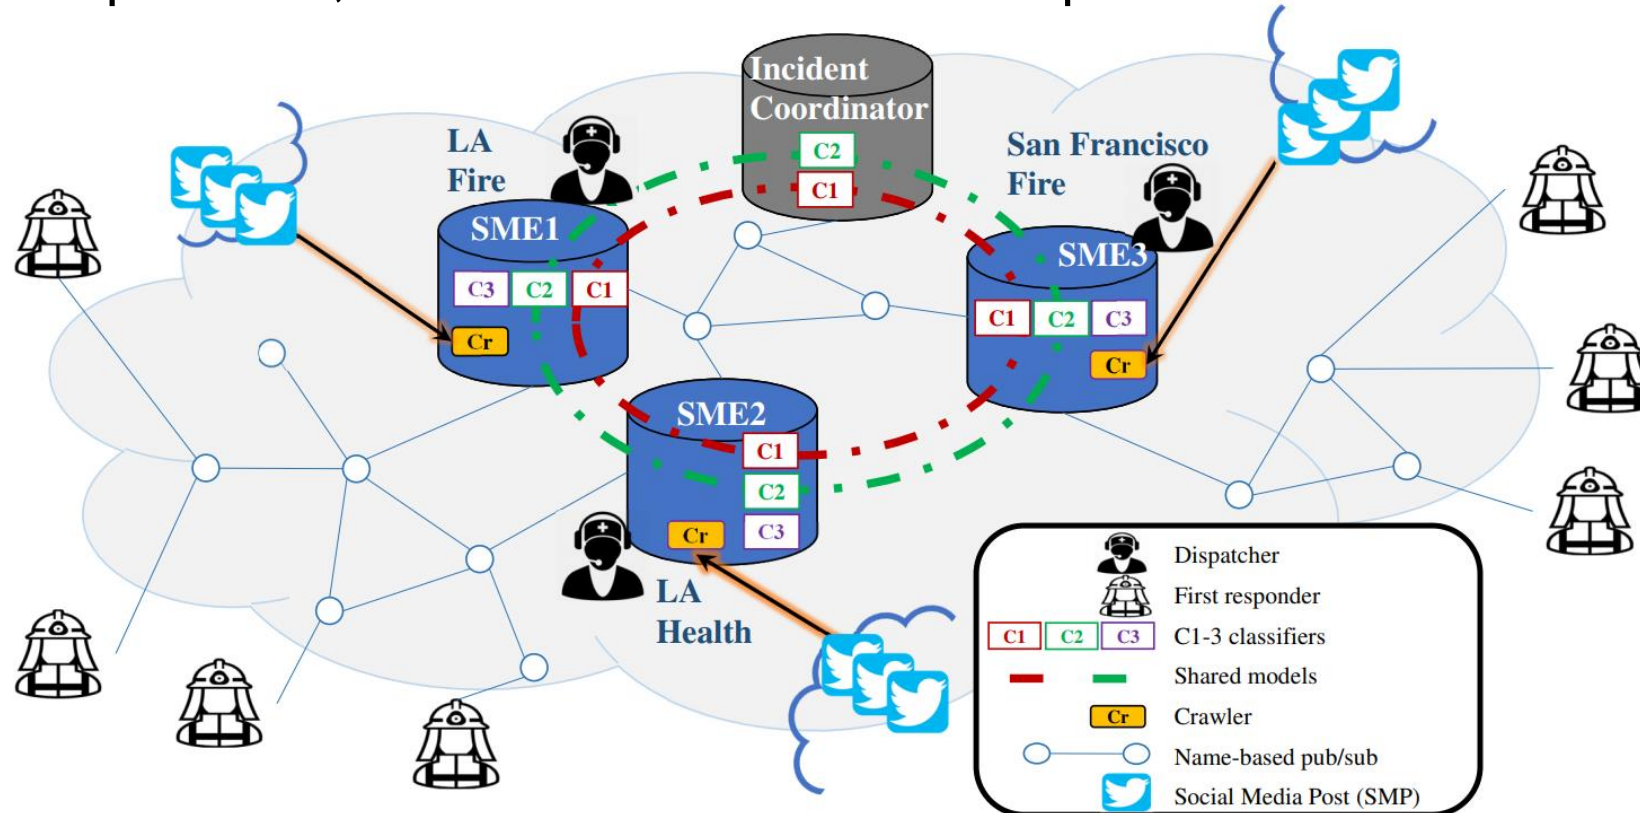 Incident
Coordinator
C2
C1
LA
Fire
San Francisco
Fire
SME1
C3 C2 C1
Cr
SME3
C1 C2 C3
Cr
SME2
C1
C2
Cr C3
LA
Health
Dispatcher
First responder
C1 C2 C3 C1-3 classifiers
Shared models
Cr Crawler
Name-based pub/sub
Social Media Post (SMP)